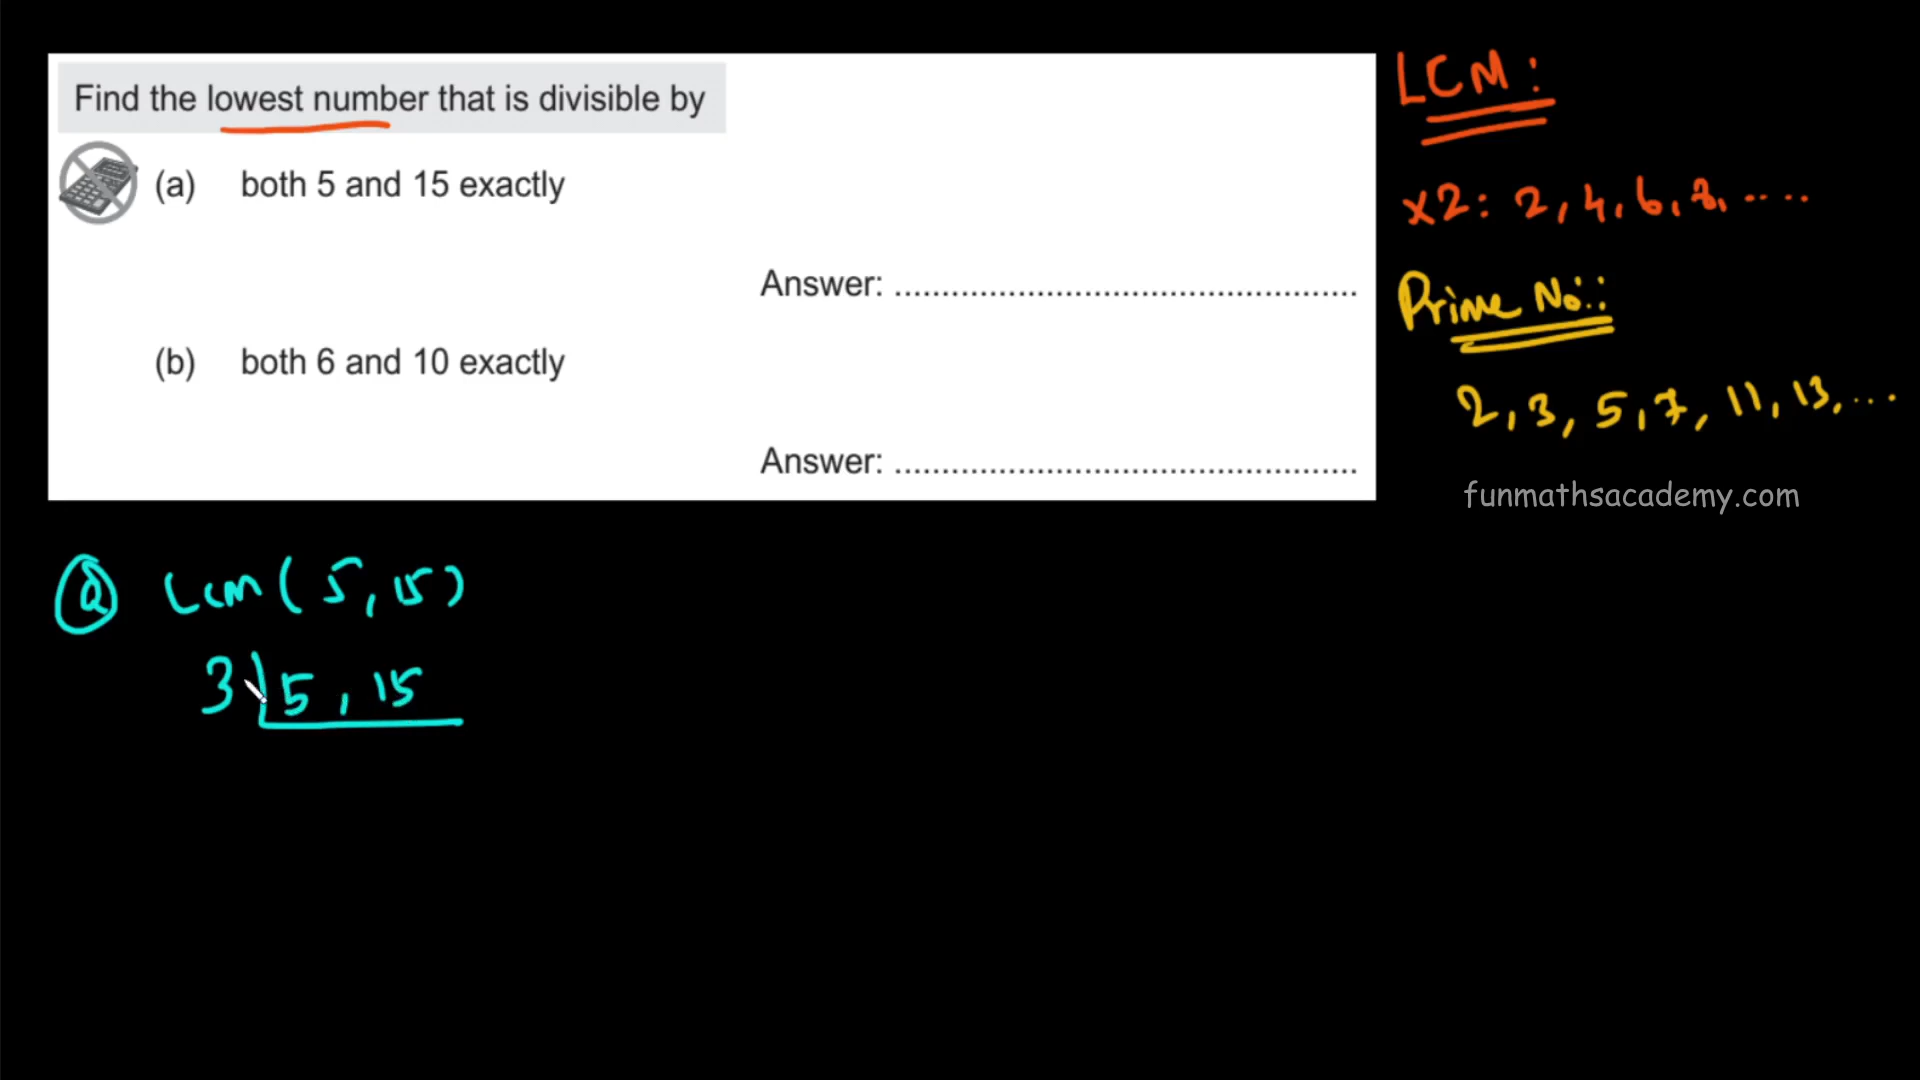 Find the lowest number that is divisible by
(a) both 5 and 15 exactly
Answer: .................................................
(b) both 6 and 10 exactly
Answer: .................................................
LCM:
x2: 2, 4, 6, 8, ....
Prime No.:
2, 3, 5, 7, 11, 13, ...
funmathsacademy.com
a LCM (5, 15)
3 5, 15